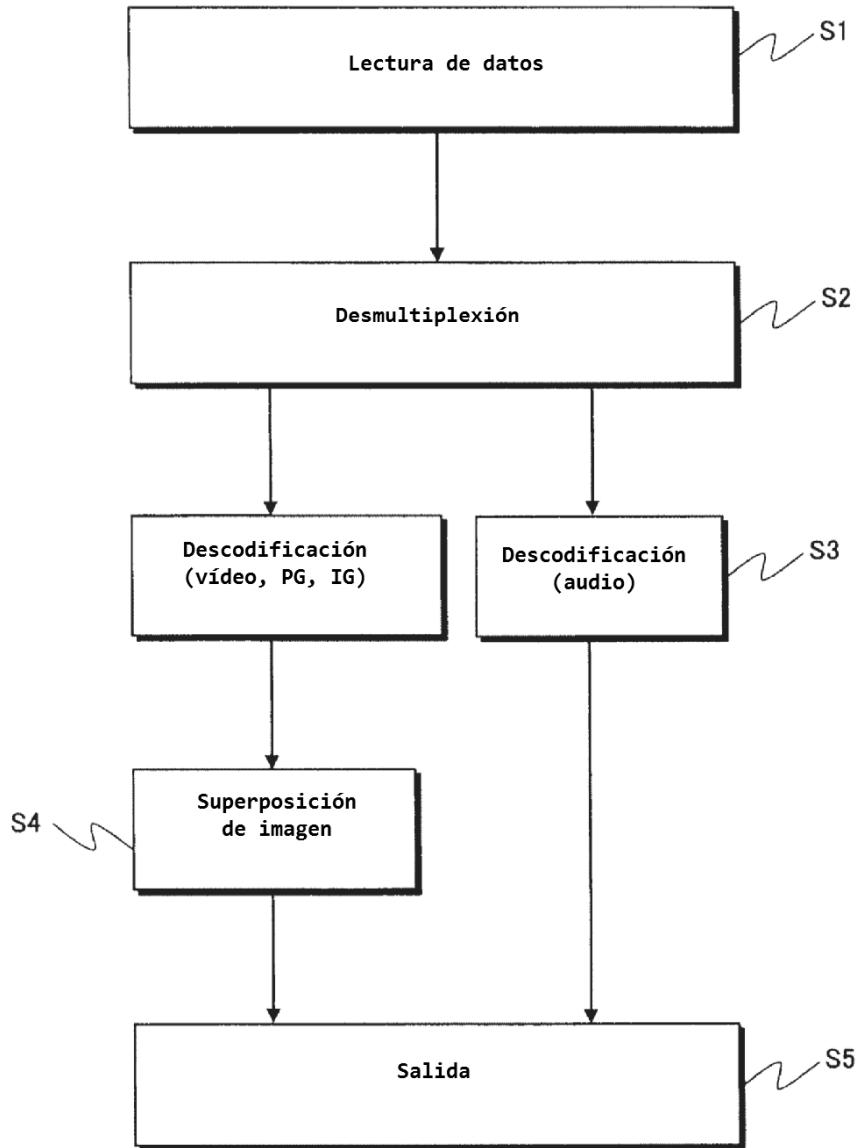 Lectura de datos
S1
Desmultiplexión
S2
Descodificación
(vídeo, PG, IG)
Descodificación
(audio)
S3
Superposición
de imagen
S4
Salida
S5